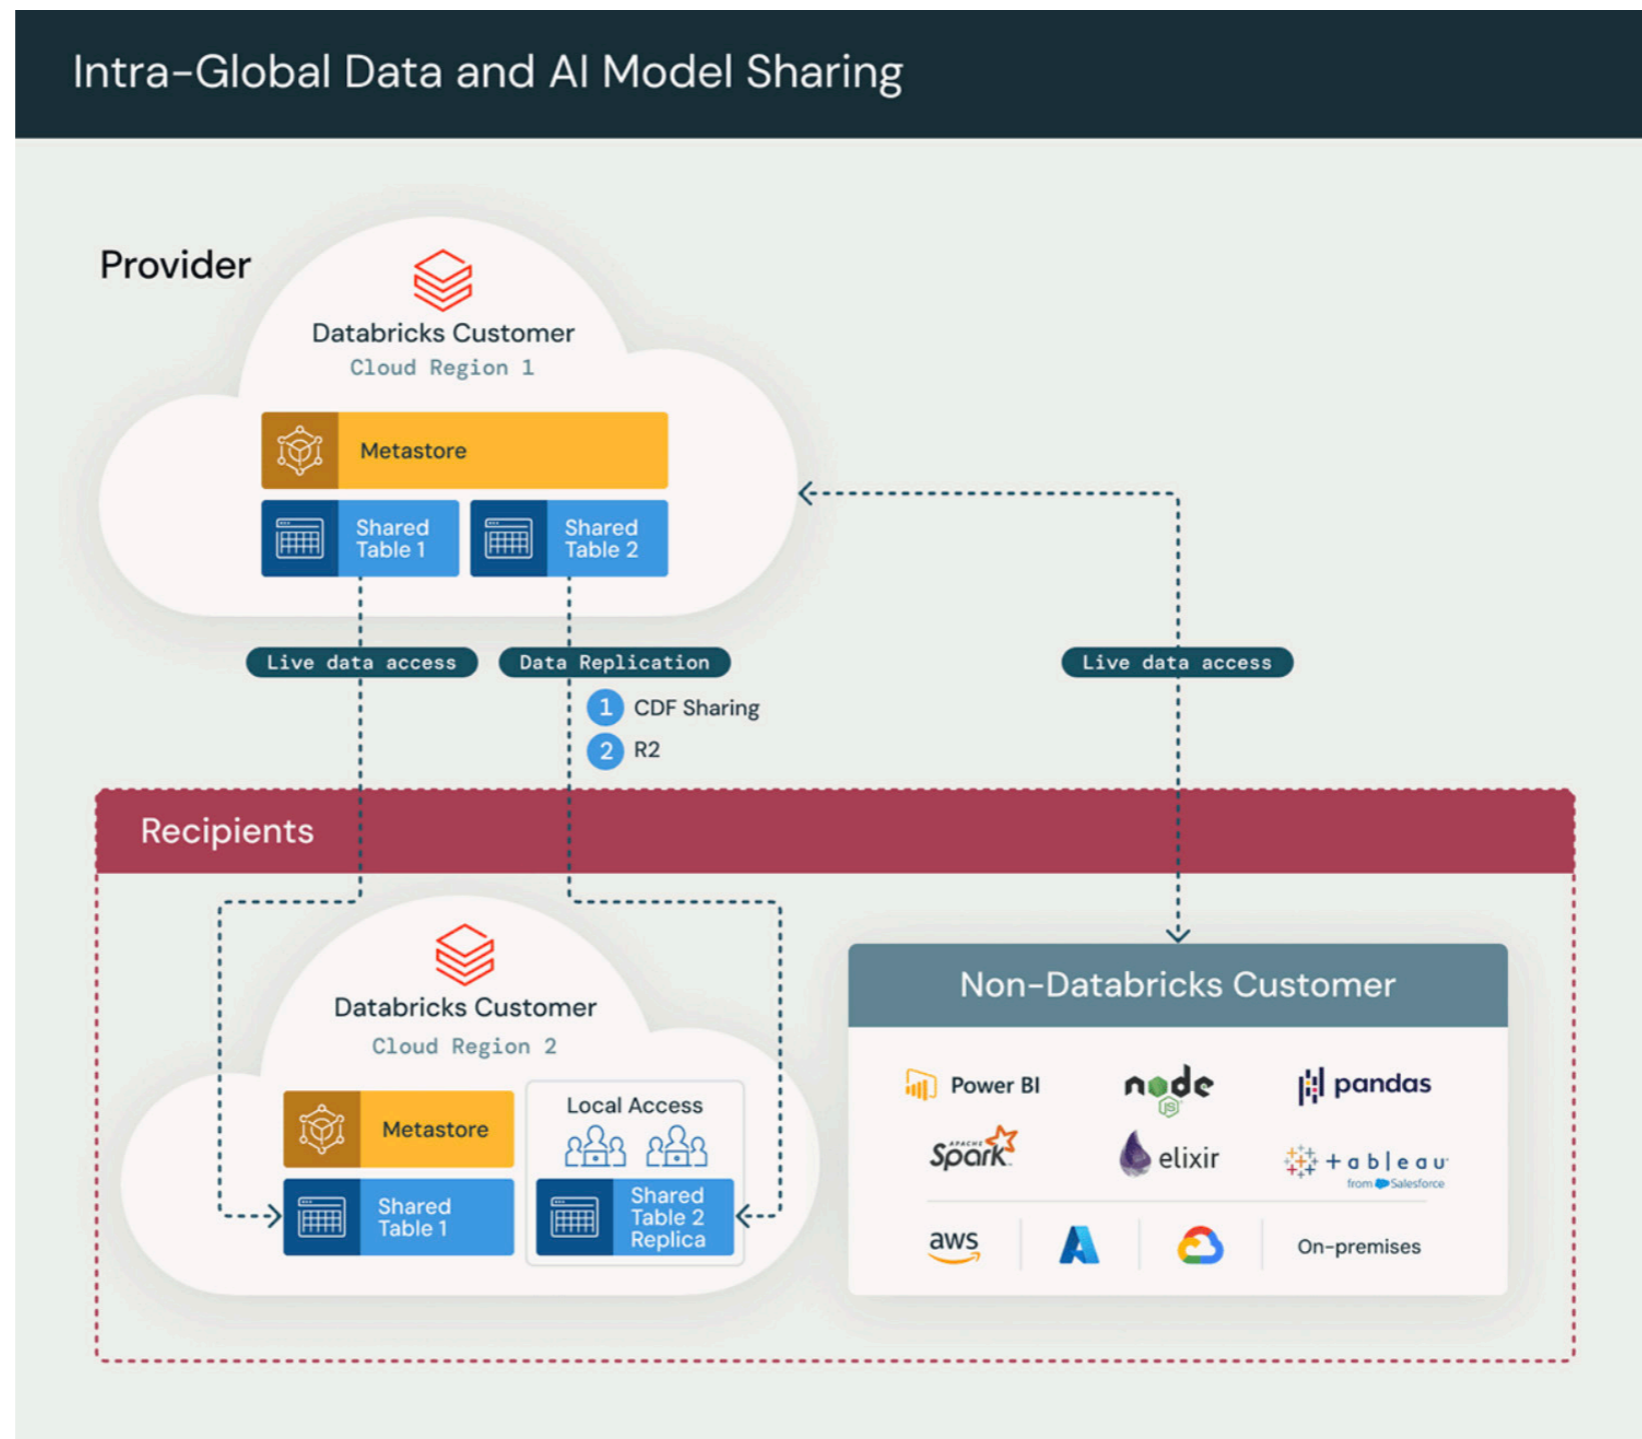 Intra-Global Data and AI Model Sharing
Provider
Databricks Customer
Cloud Region 1
Metastore
Shared
Table 1
Shared
Table 2
Live data access
Data Replication
Live data access
1 CDF Sharing
2 R2
Recipients
Databricks Customer
Cloud Region 2
Metastore
Shared
Table 1
Local Access
Shared
Table 2
Replica
Non-Databricks Customer
Power BI
node
JS
pandas
APACHE
Spark
elixir
+ a b l e a u
from Salesforce
aws
On-premises